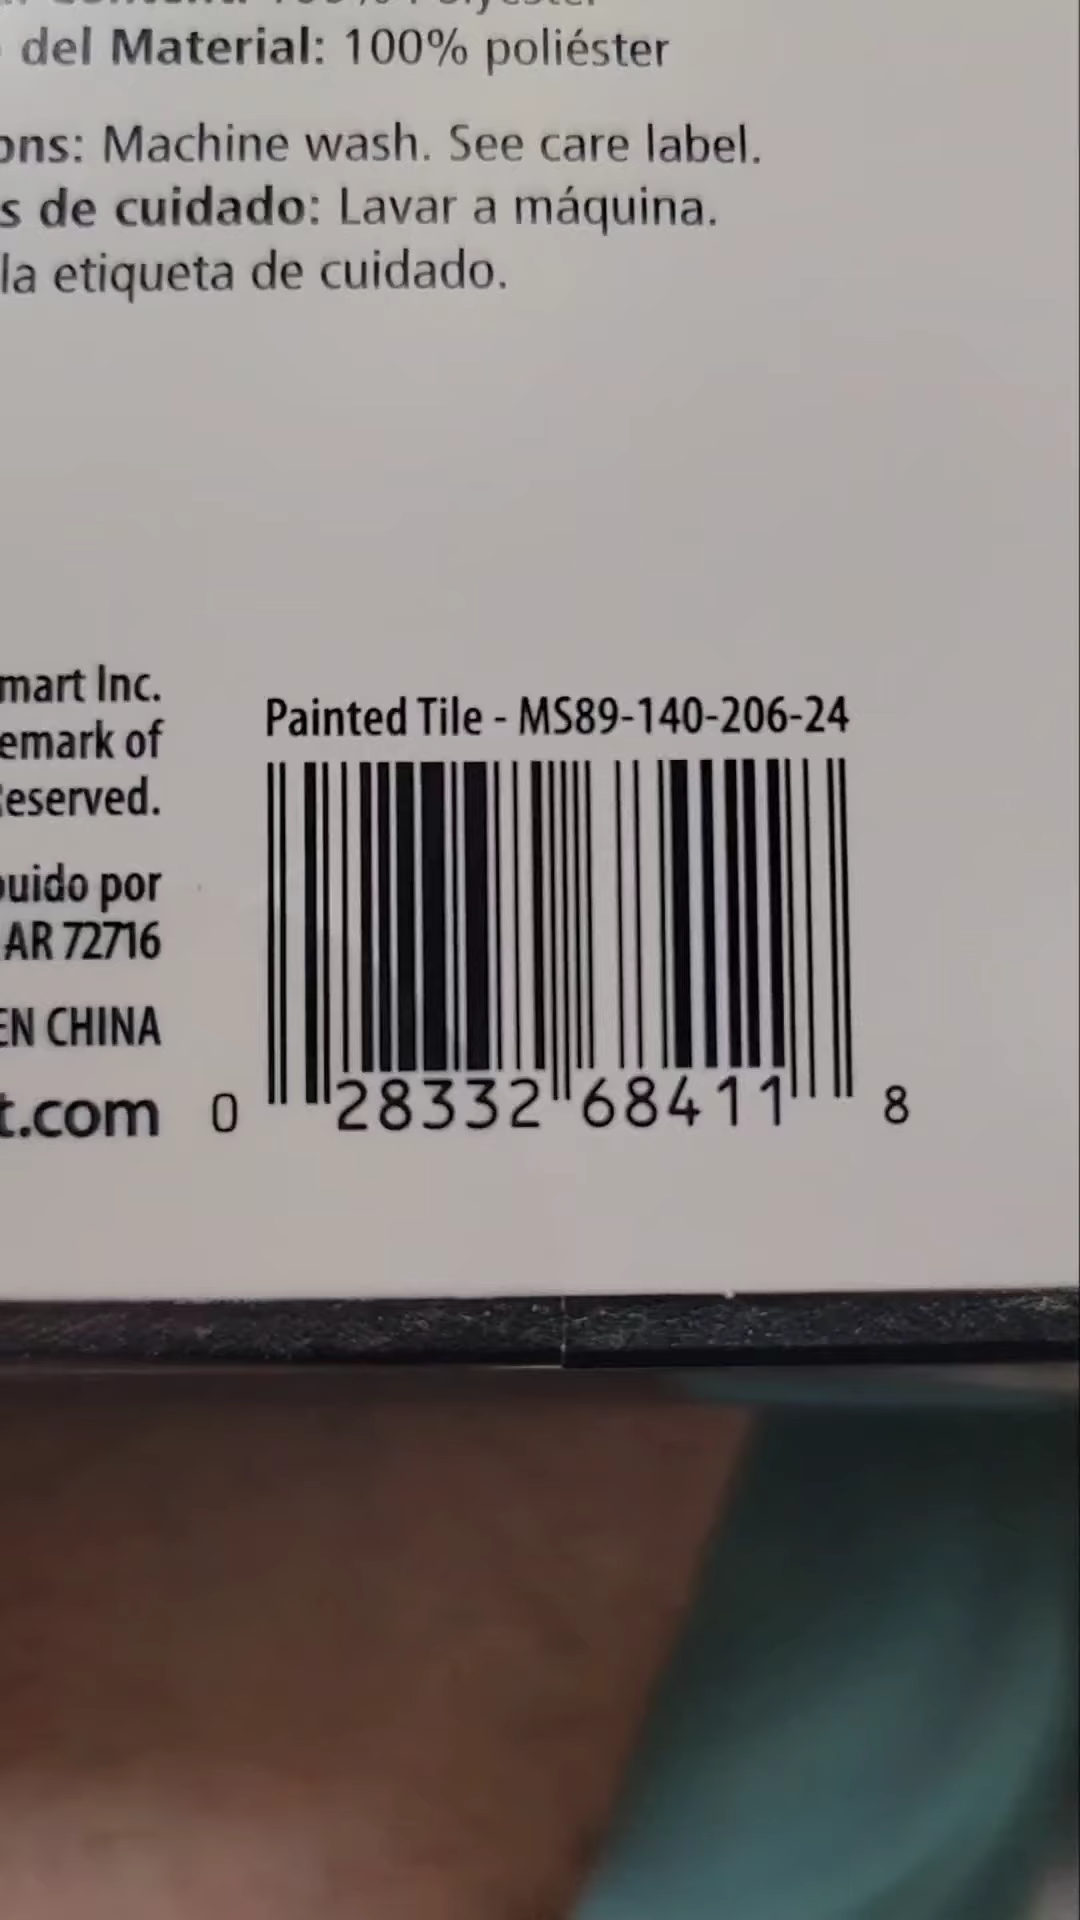 del Material: 100% poliéster
ons: Machine wash. See care label.
s de cuidado: Lavar a máquina.
la etiqueta de cuidado.
mart Inc.
emark of
Reserved.
buido por
AR 72716
EN CHINA
t.com
Painted Tile - MS89-140-206-24
0 28332 68411 8